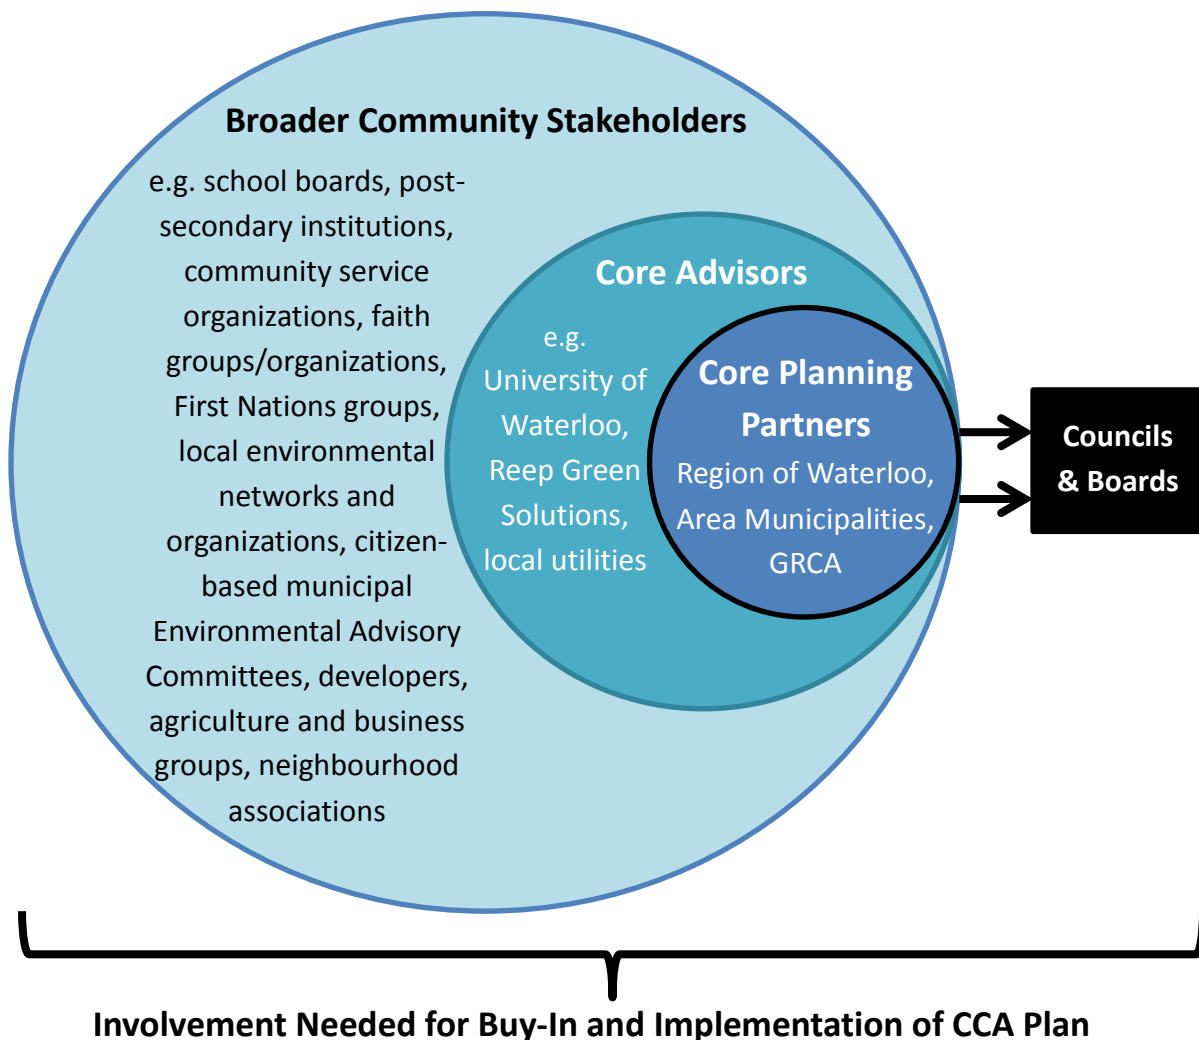 Broader Community Stakeholders
e.g. school boards, post-
secondary institutions,
community service
organizations, faith
groups/organizations,
First Nations groups,
local environmental
networks and
organizations, citizen-
based municipal
Environmental Advisory
Committees, developers,
agriculture and business
groups, neighbourhood
associations
Core Advisors
e.g.
University of
Waterloo,
Reep Green
Solutions,
local utilities
Core Planning
Partners
Region of Waterloo,
Area Municipalities,
GRCA
Councils
& Boards
Involvement Needed for Buy-In and Implementation of CCA Plan